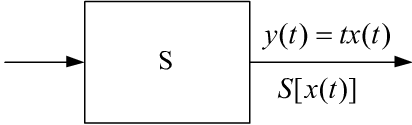 S
y(t) = tx(t)
S[x(t)]